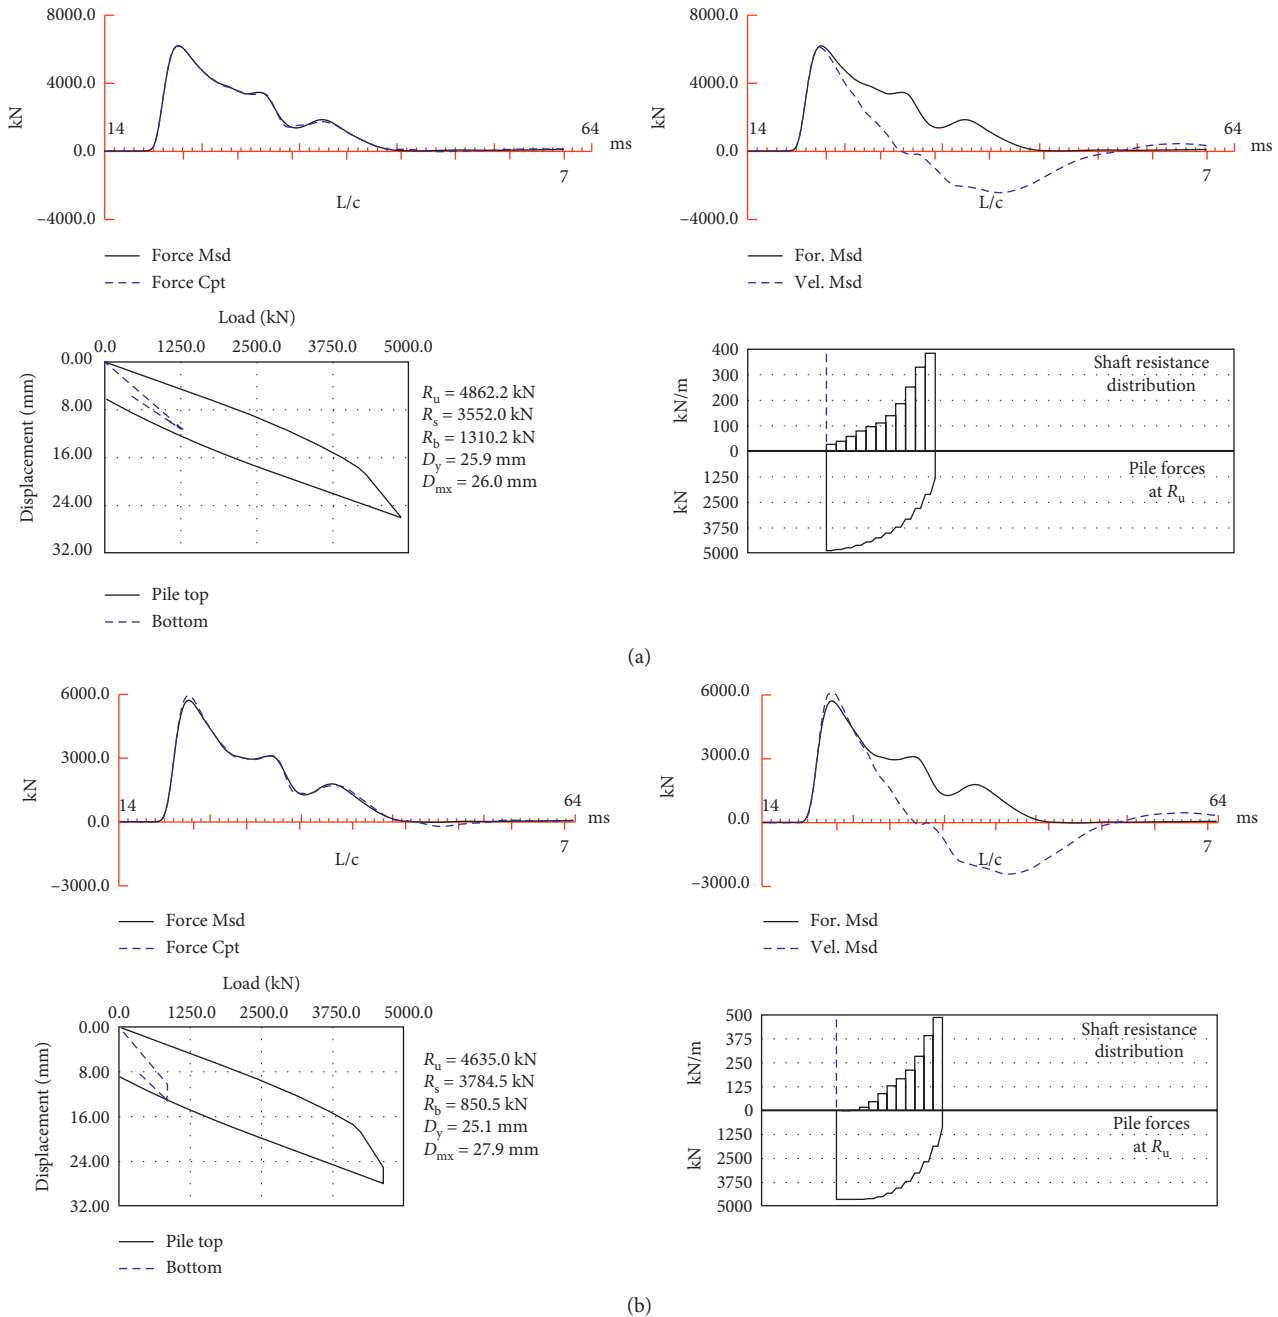 8000.0
4000.0
0.0
–4000.0
kN
14
64
ms
7
L/c
Force Msd
Force Cpt
8000.0
4000.0
0.0
–4000.0
kN
14
64
ms
7
L/c
For. Msd
Vel. Msd
Load (kN)
0.0 1250.0 2500.0 3750.0 5000.0
0.00
8.00
16.00
24.00
32.00
Displacement (mm)
Ru = 4862.2 kN
Rs = 3552.0 kN
Rb = 1310.2 kN
Dy = 25.9 mm
Dmx = 26.0 mm
Pile top
Bottom
400
300
200
100
0
kN/m
1250
2500
3750
5000
kN
Shaft resistance
distribution
Pile forces
at Ru
(a)
6000.0
3000.0
0.0
–3000.0
kN
14
64
ms
7
L/c
Force Msd
Force Cpt
6000.0
3000.0
0.0
–3000.0
kN
14
64
ms
7
L/c
For. Msd
Vel. Msd
Load (kN)
0.0 1250.0 2500.0 3750.0 5000.0
0.00
8.00
16.00
24.00
32.00
Displacement (mm)
Ru = 4635.0 kN
Rs = 3784.5 kN
Rb = 850.5 kN
Dy = 25.1 mm
Dmx = 27.9 mm
Pile top
Bottom
500
375
250
125
0
kN/m
1250
2500
3750
5000
kN
Shaft resistance
distribution
Pile forces
at Ru
(b)